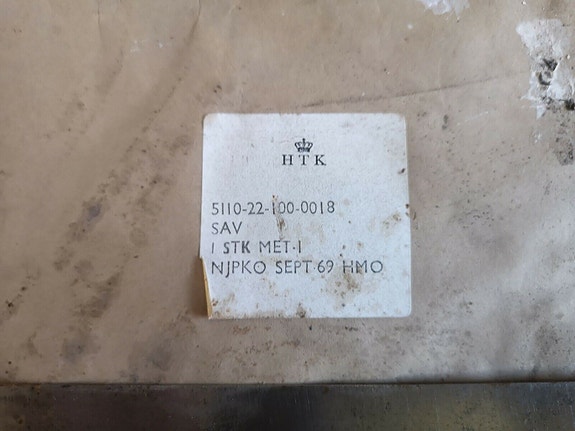 HTK
5110-22-100-0018
SAV
1 STK MET-1
NJPKO SEPT 69 HMO